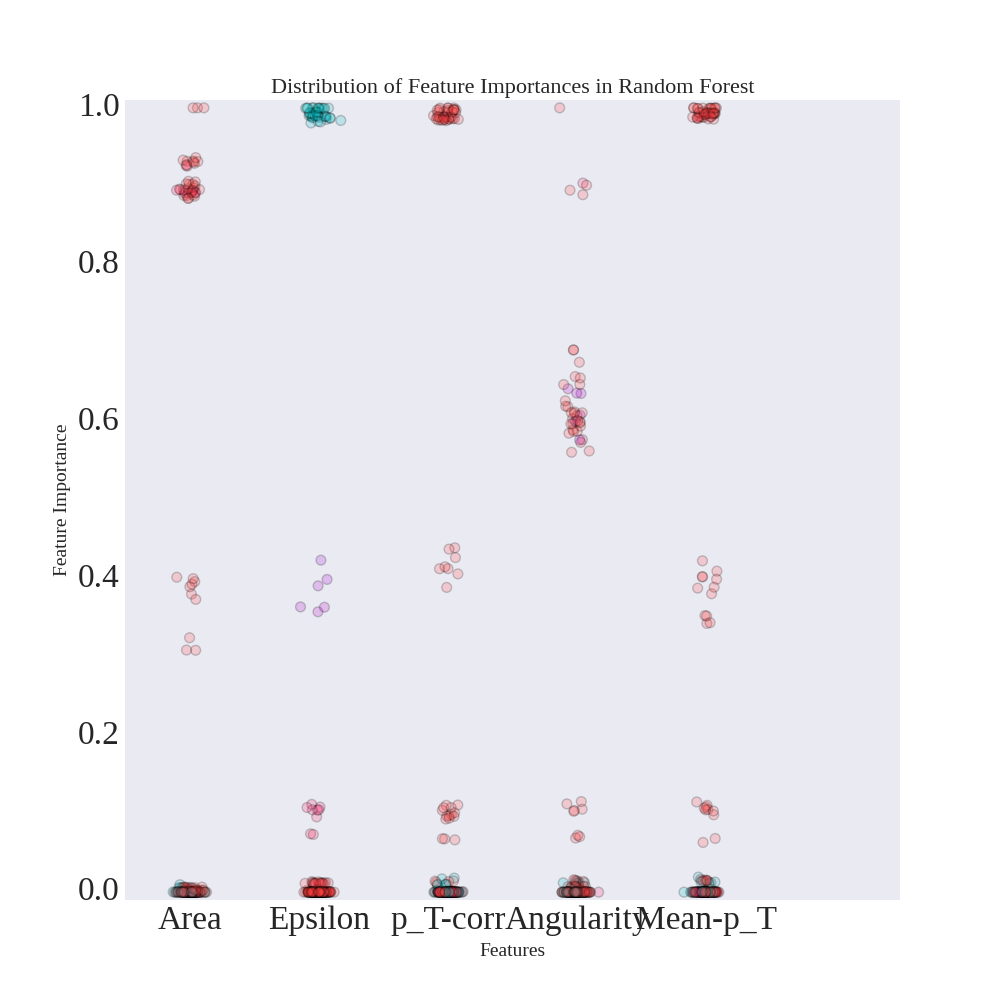 Distribution of Feature Importances in Random Forest
1.0
0.8
0.6
0.4
0.2
0.0
Feature Importance
Area Epsilon p_T-corr Angularity Mean-p_T
Features